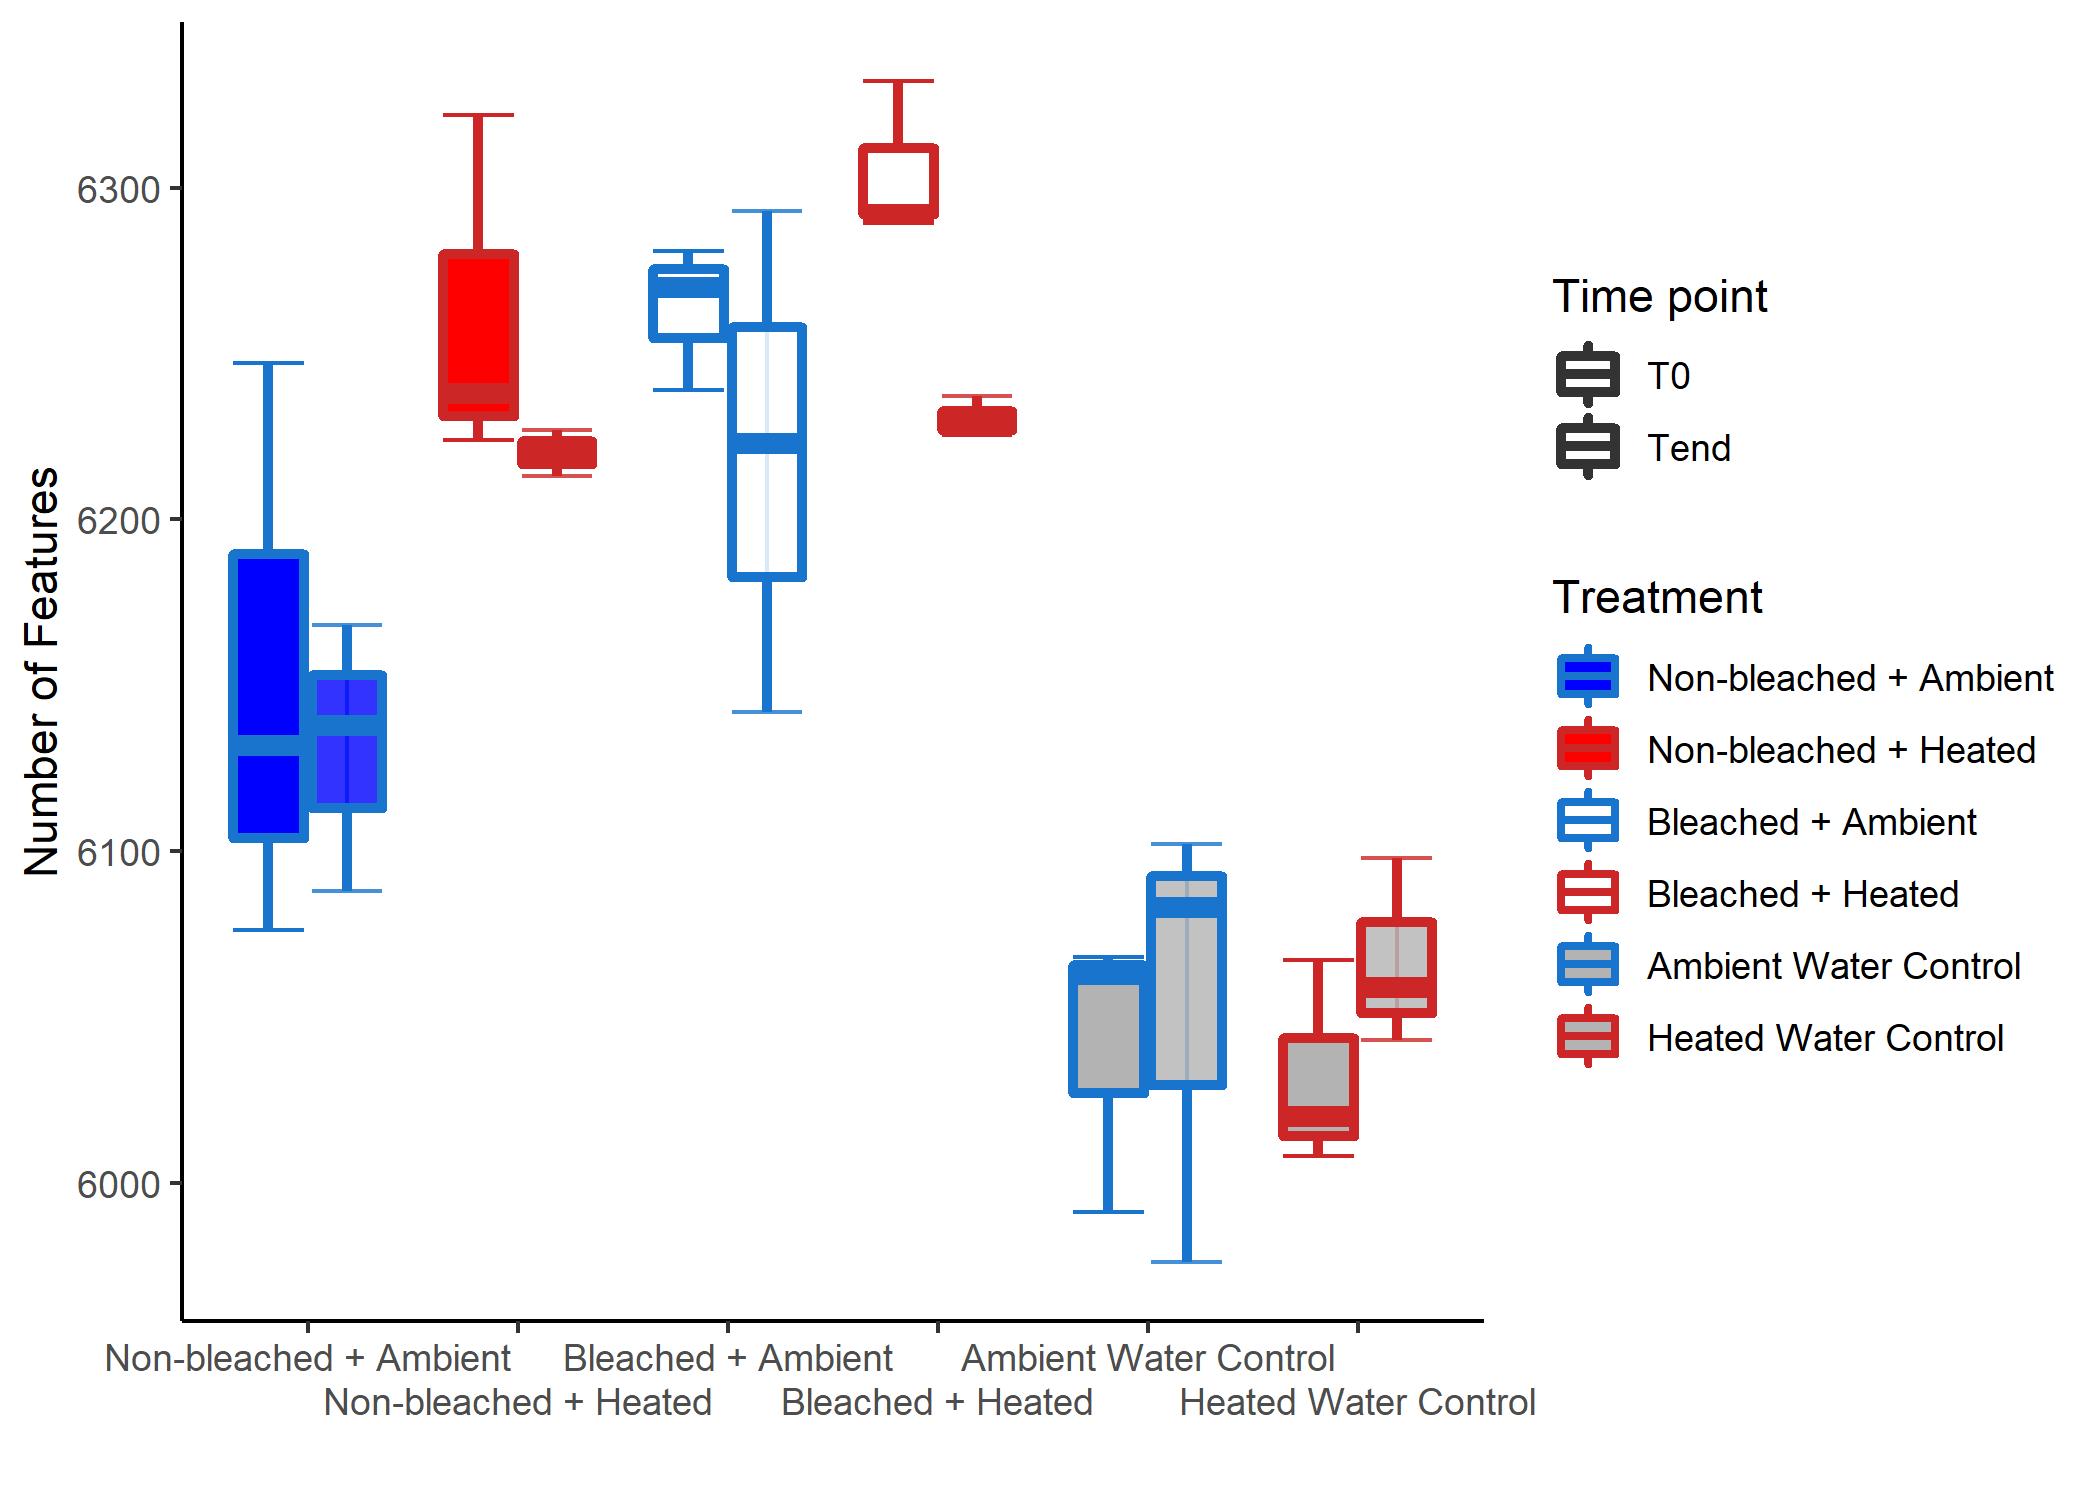 Number of Features
6300
6200
6100
6000
Non-bleached + Ambient
Bleached + Ambient
Ambient Water Control
Non-bleached + Heated
Bleached + Heated
Heated Water Control
Time point
T0
Tend
Treatment
Non-bleached + Ambient
Non-bleached + Heated
Bleached + Ambient
Bleached + Heated
Ambient Water Control
Heated Water Control